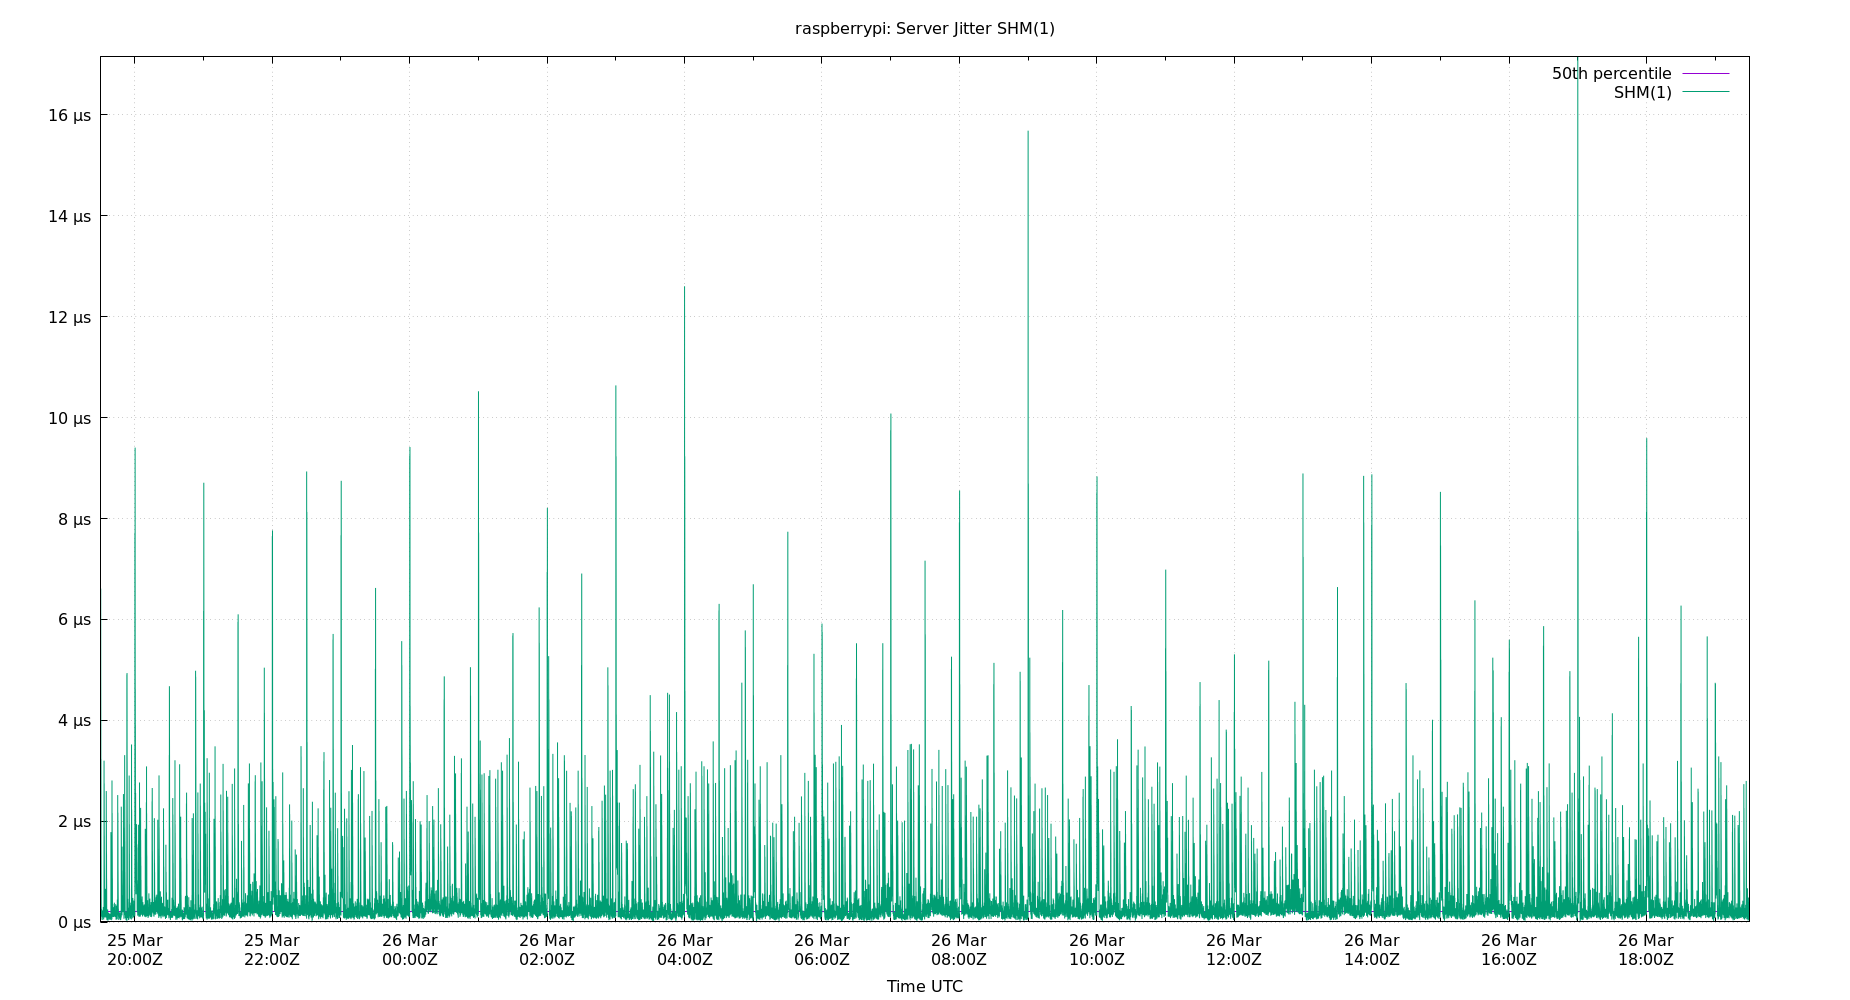 raspberrypi: Server Jitter SHM(1)
50th percentile
SHM(1)
16 µs
14 µs
12 µs
10 µs
8 µs
6 µs
4 µs
2 µs
0 µs
25 Mar 25 Mar 26 Mar 26 Mar 26 Mar 26 Mar 26 Mar 26 Mar 26 Mar 26 Mar 26 Mar 26 Mar
20:00Z 22:00Z 00:00Z 02:00Z 04:00Z 06:00Z 08:00Z 10:00Z 12:00Z 14:00Z 16:00Z 18:00Z
Time UTC